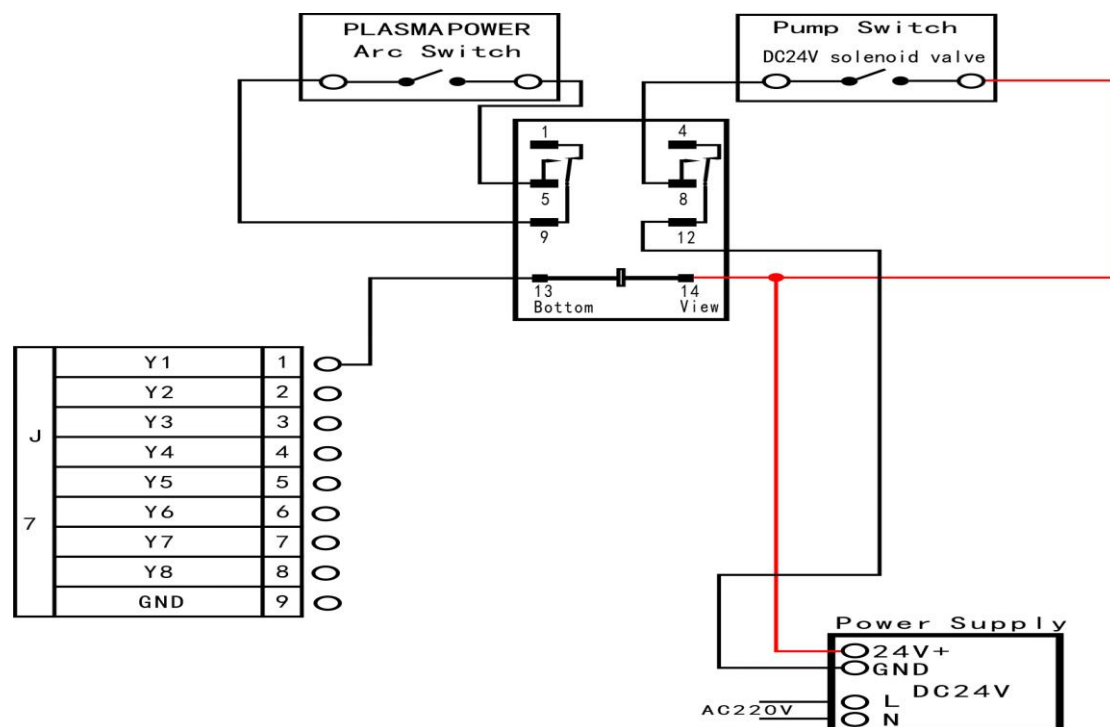 PLASMAPOWER
Arc Switch
Pump Switch
DC24V solenoid valve
1
4
5
8
9
12
13
14
Bottom
View
J
7
Y1 1
Y2 2
Y3 3
Y4 4
Y5 5
Y6 6
Y7 7
Y8 8
GND 9
Power Supply
24V+
GND
DC24V
L
AC220V
N